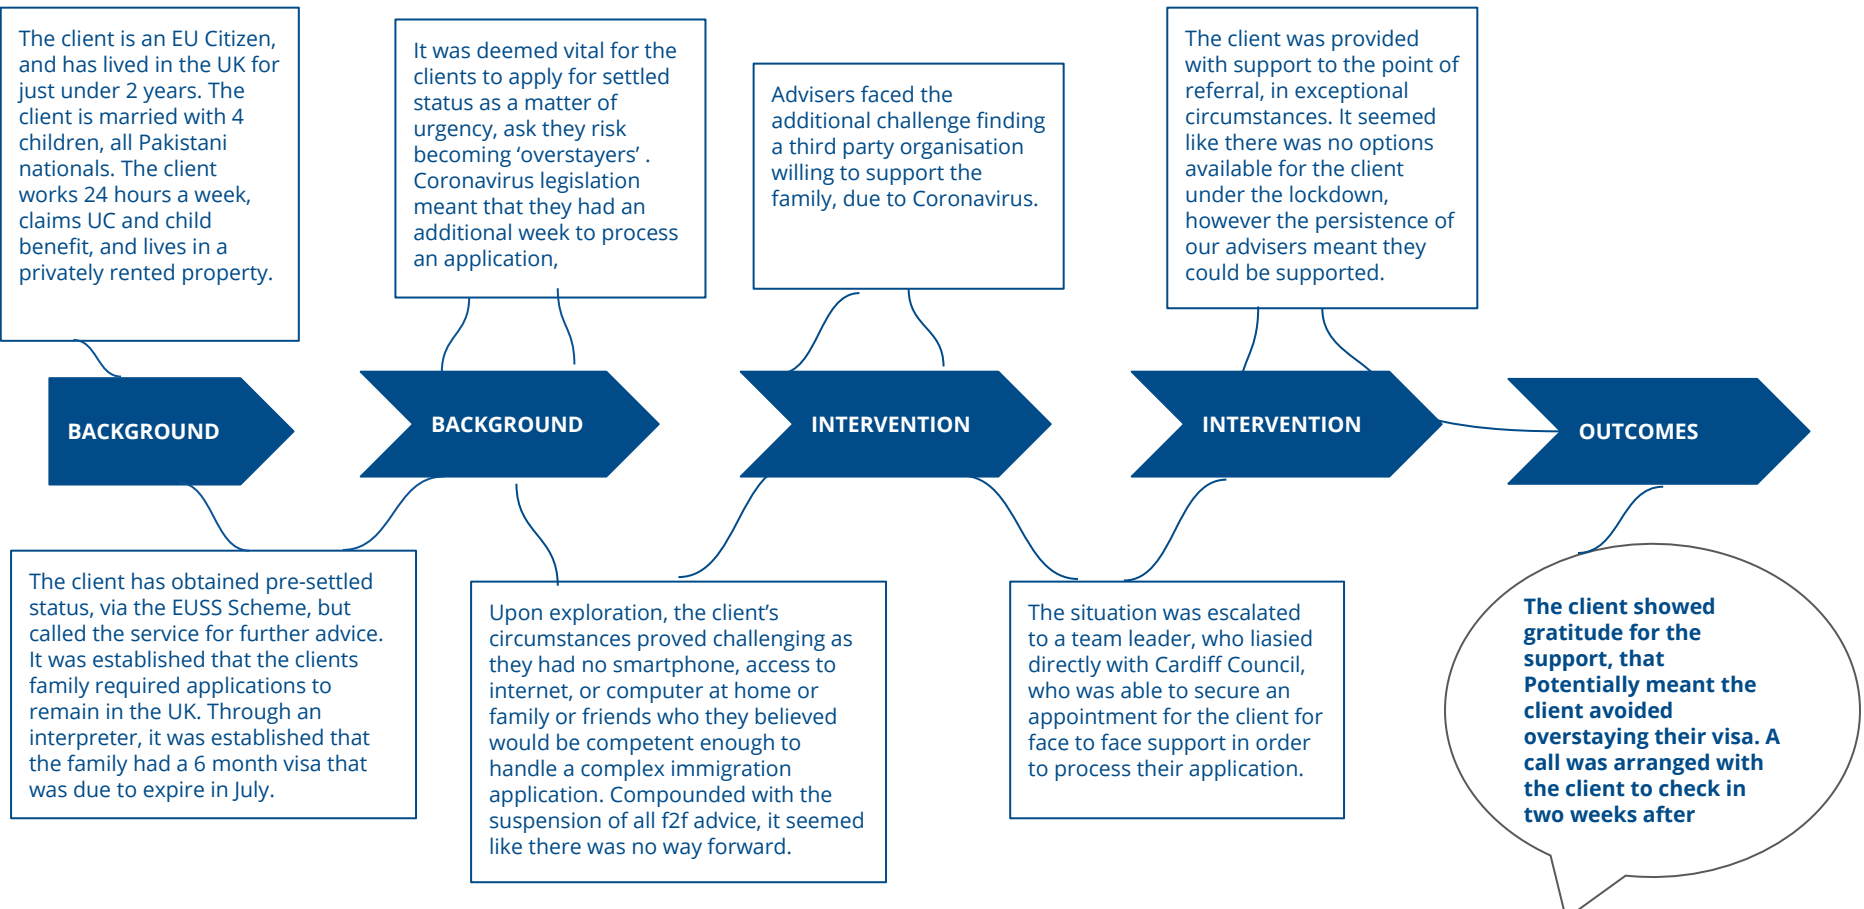 The client is an EU Citizen,
and has lived in the UK for
just under 2 years. The
client is married with 4
children, all Pakistani
nationals. The client
works 24 hours a week,
claims UC and child
benefit, and lives in a
privately rented property.
BACKGROUND
The client has obtained pre-settled
status, via the EUSS Scheme, but
called the service for further advice.
It was established that the clients
family required applications to
remain in the UK. Through an
interpreter, it was established that
the family had a 6 month visa that
was due to expire in July.
It was deemed vital for the
clients to apply for settled
status as a matter of
urgency, ask they risk
becoming ‘overstayers’ .
Coronavirus legislation
meant that they had an
additional week to process
an application,
BACKGROUND
Upon exploration, the client’s
circumstances proved challenging as
they had no smartphone, access to
internet, or computer at home or
family or friends who they believed
would be competent enough to
handle a complex immigration
application. Compounded with the
suspension of all f2f advice, it seemed
like there was no way forward.
Advisers faced the
additional challenge finding
a third party organisation
willing to support the
family, due to Coronavirus.
INTERVENTION
The situation was escalated
to a team leader, who liasied
directly with Cardiff Council,
who was able to secure an
appointment for the client for
face to face support in order
to process their application.
The client was provided
with support to the point of
referral, in exceptional
circumstances. It seemed
like there was no options
available for the client
under the lockdown,
however the persistence of
our advisers meant they
could be supported.
INTERVENTION
OUTCOMES
The client showed
gratitude for the
support, that
Potentially meant the
client avoided
overstaying their visa. A
call was arranged with
the client to check in
two weeks after